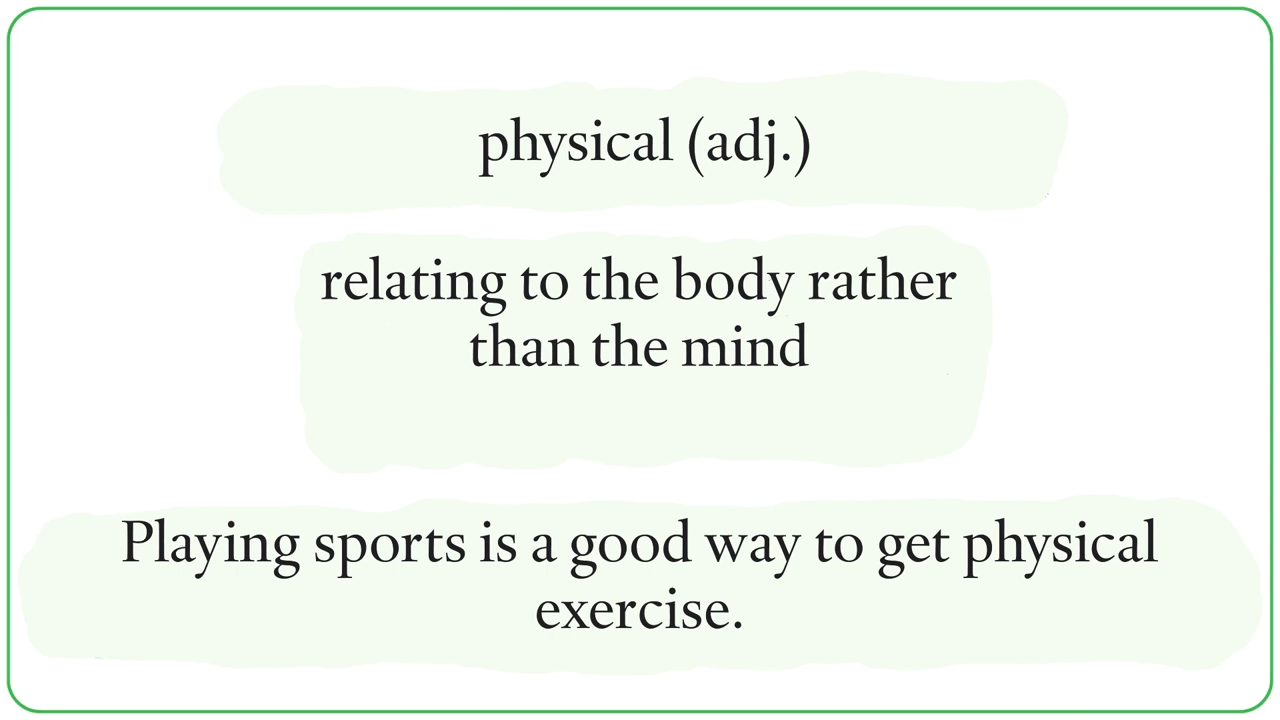 physical (adj.)
relating to the body rather
than the mind
Playing sports is a good way to get physical
exercise.